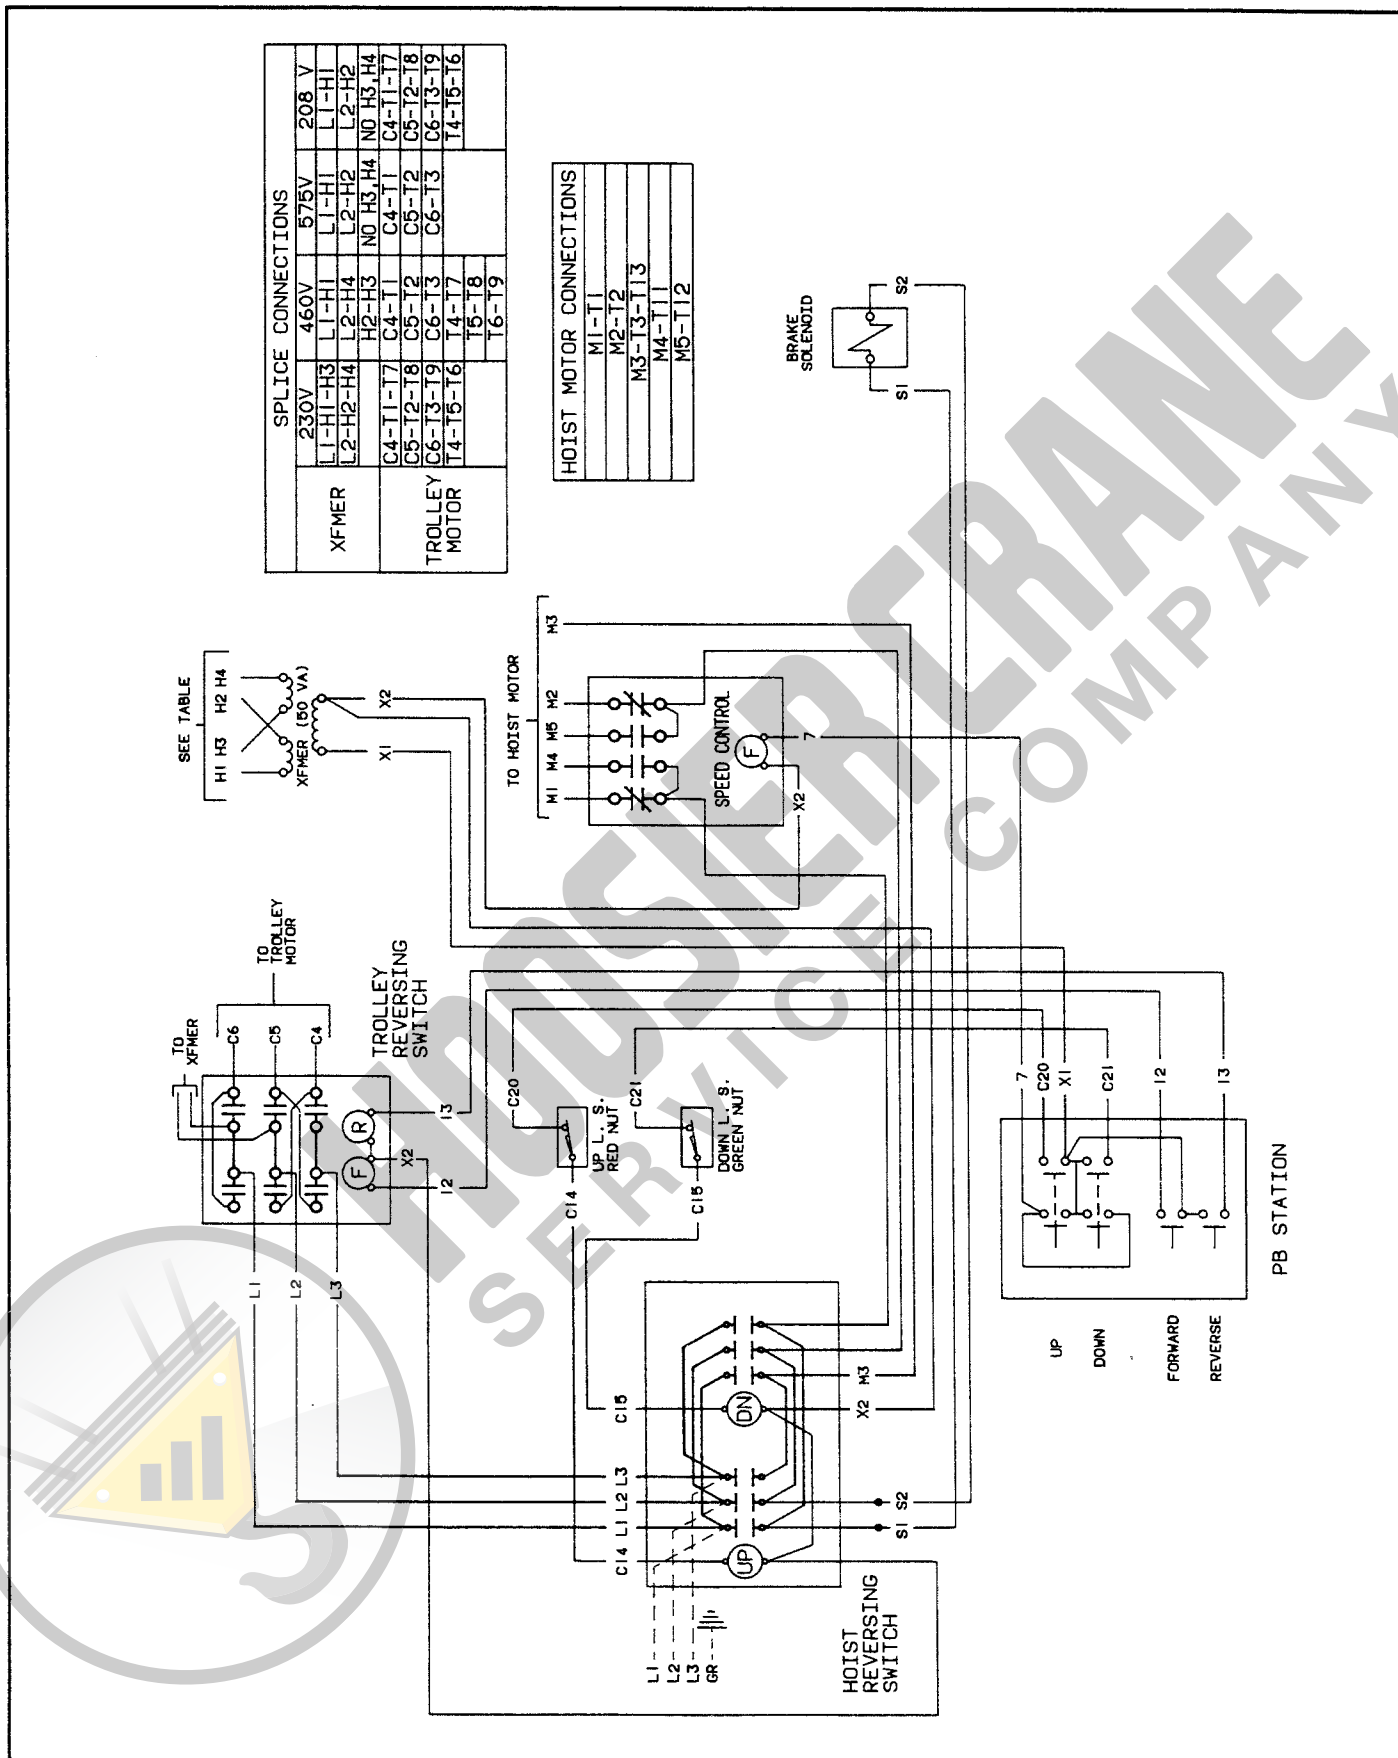 SPLICE CONNECTIONS
230V 460V 575V 208 V
XFMER
L1-H1-H3 L1-H1 L1-H1 L1-H1
L2-H2-H4 L2-H4 L2-H2 L2-H2
H2-H3 NO H3,H4 NO H3,H4
TROLLEY
MOTOR
C4-T1-T7 C4-T1 C4-T1 C4-T1-T7
C5-T2-T8 C5-T2 C5-T2 C5-T2-T8
C6-T3-T9 C6-T3 C6-T3 C6-T3-T9
T4-T5-T6 T4-T7 T4-T5-T6
T5-T8
T6-T9
HOIST MOTOR CONNECTIONS
M1-T1
M2-T2
M3-T3-T13
M4-T11
M5-T12
BRAKE
SOLENOID
S1
S2
SEE TABLE
H1 H3 H2 H4
XFMER (50 VA)
X1
X2
TO HOIST MOTOR
M1 M4 M5 M2 M3
SPEED CONTROL
F
X2
7
TO
XFMER
TO
TROLLEY
MOTOR
C6
C5
C4
TROLLEY
REVERSING
SWITCH
F
R
12
X2
13
L1
L2
L3
C20
UP L. S.
RED NUT
C14
C21
DOWN L. S.
GREEN NUT
C15
C14 L1 L2 L3 C15
UP
DN
S1 S2 X2 M3
L1
L2
L3
GR
HOIST
REVERSING
SWITCH
7
C20
X1
C21
12
13
UP
DOWN
FORWARD
REVERSE
PB STATION
HOOSIER CRANE
SERVICE COMPANY